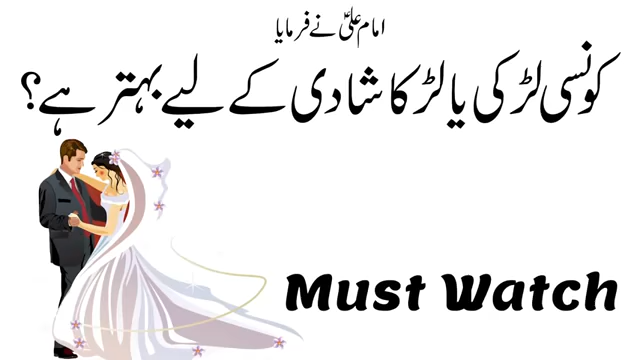 امام علیؑ نے فرمایا
کونسی لڑکی یا لڑکا شادی کے لیے بہتر ہے؟
Must Watch